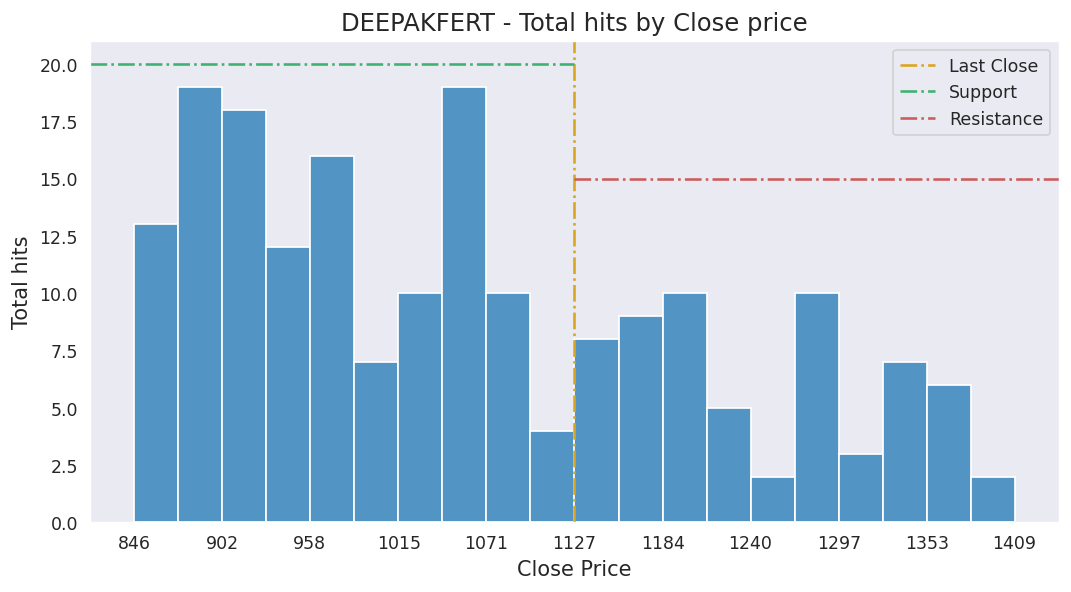 DEEPAKFERT - Total hits by Close price
Last Close
Support
Resistance
Total hits
20.0
17.5
15.0
12.5
10.0
7.5
5.0
2.5
0.0
846 902 958 1015 1071 1127 1184 1240 1297 1353 1409
Close Price